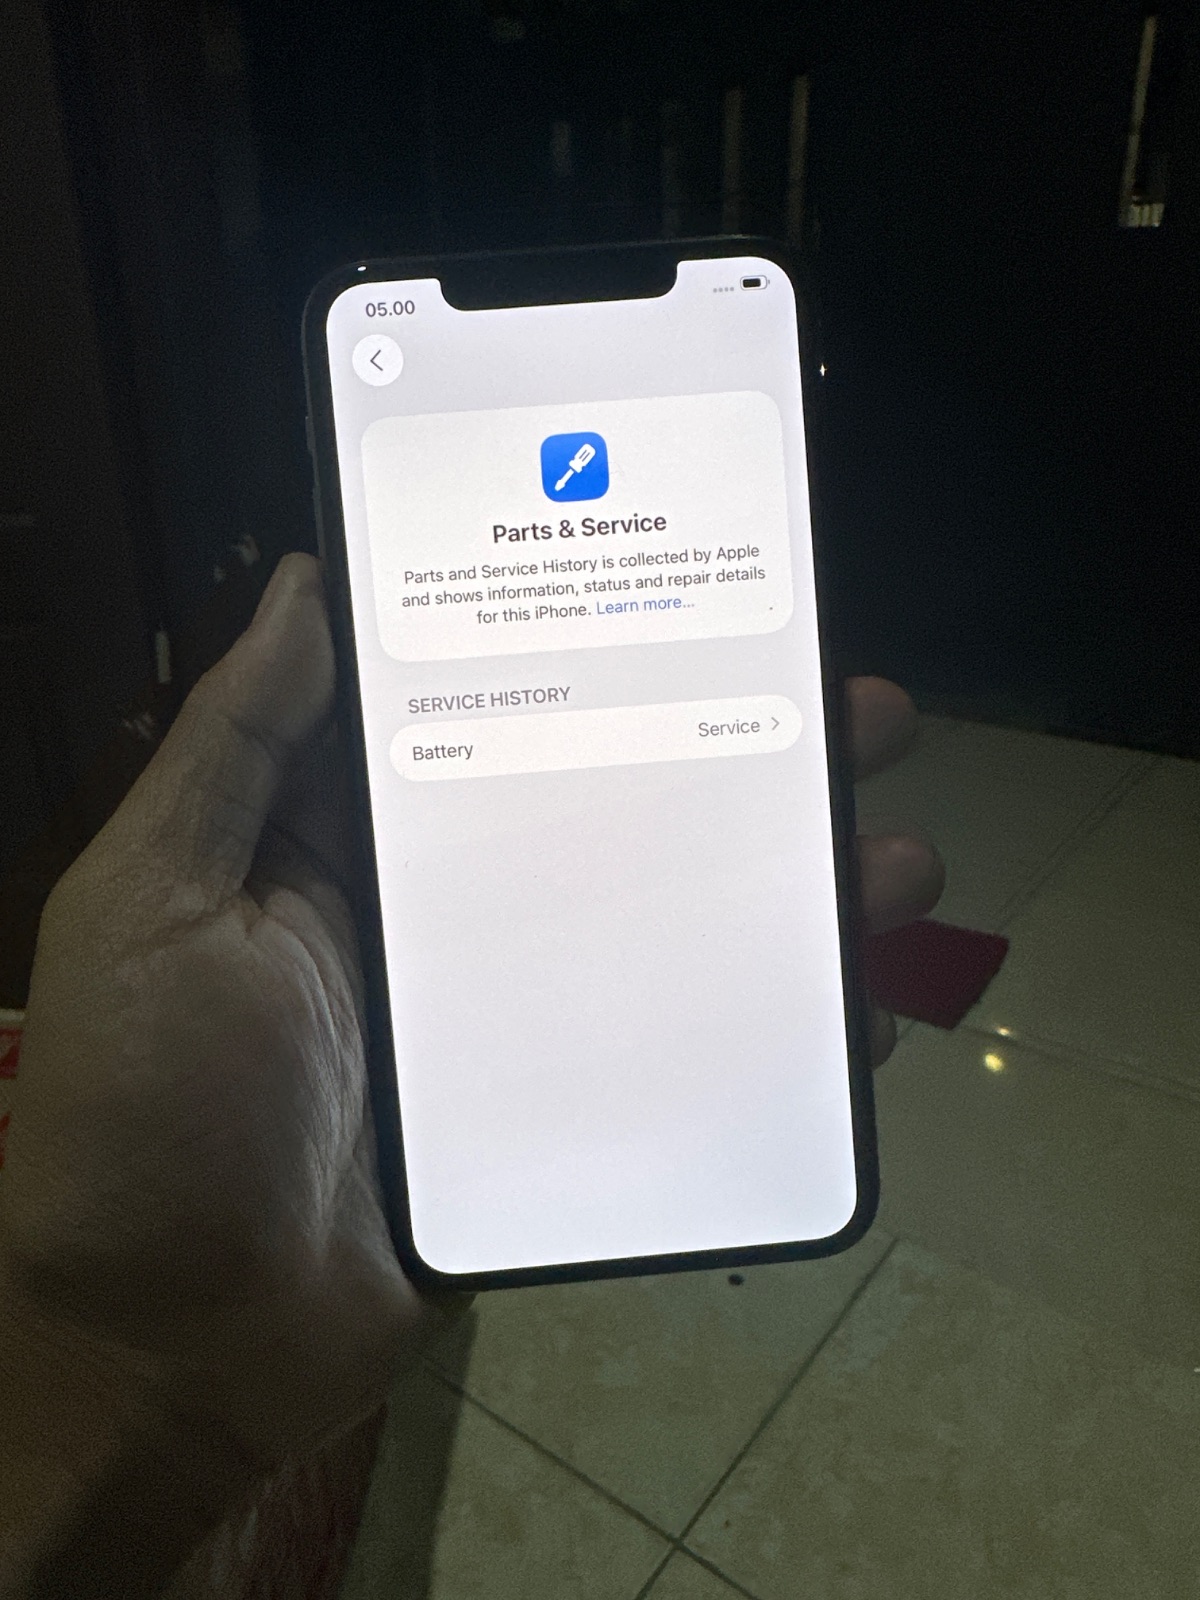 05.00
Parts & Service
Parts and Service History is collected by Apple
and shows information, status and repair details
for this iPhone. Learn more...
SERVICE HISTORY
Battery Service